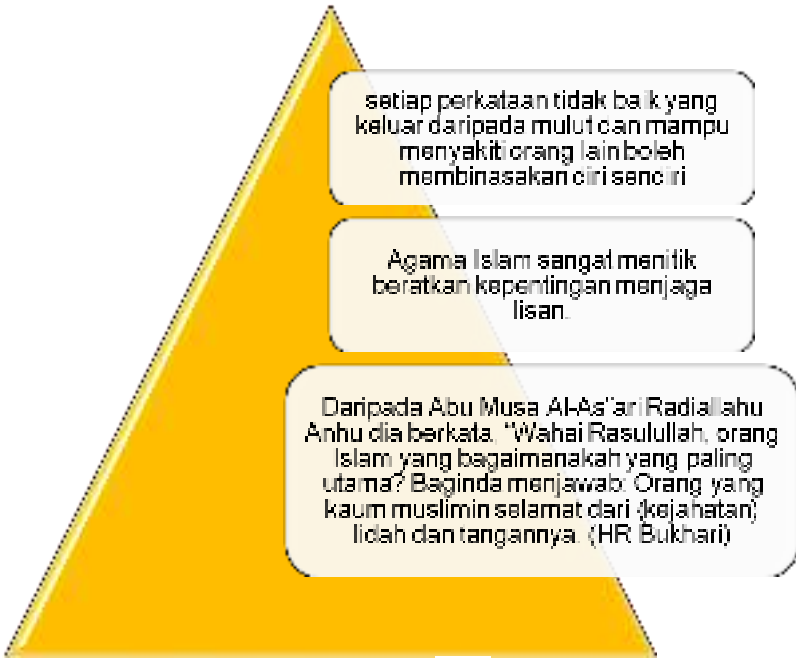 setiap perkataan tidak baik yang
keluar daripada mulut dan mampu
menyakiti orang lain boleh
membinasakan diri sendiri
Agama Islam sangat menitik
beratkan kepentingan menjaga
lisan.
Daripada Abu Musa Al-As"ari Radiallahu
Anhu dia berkata, "Wahai Rasulullah, orang
Islam yang bagaimanakah yang paling
utama? Baginda menjawab: Orang yang
kaum muslimin selamat dari (kejahatan)
lidah dan tangannya. (HR Bukhari)